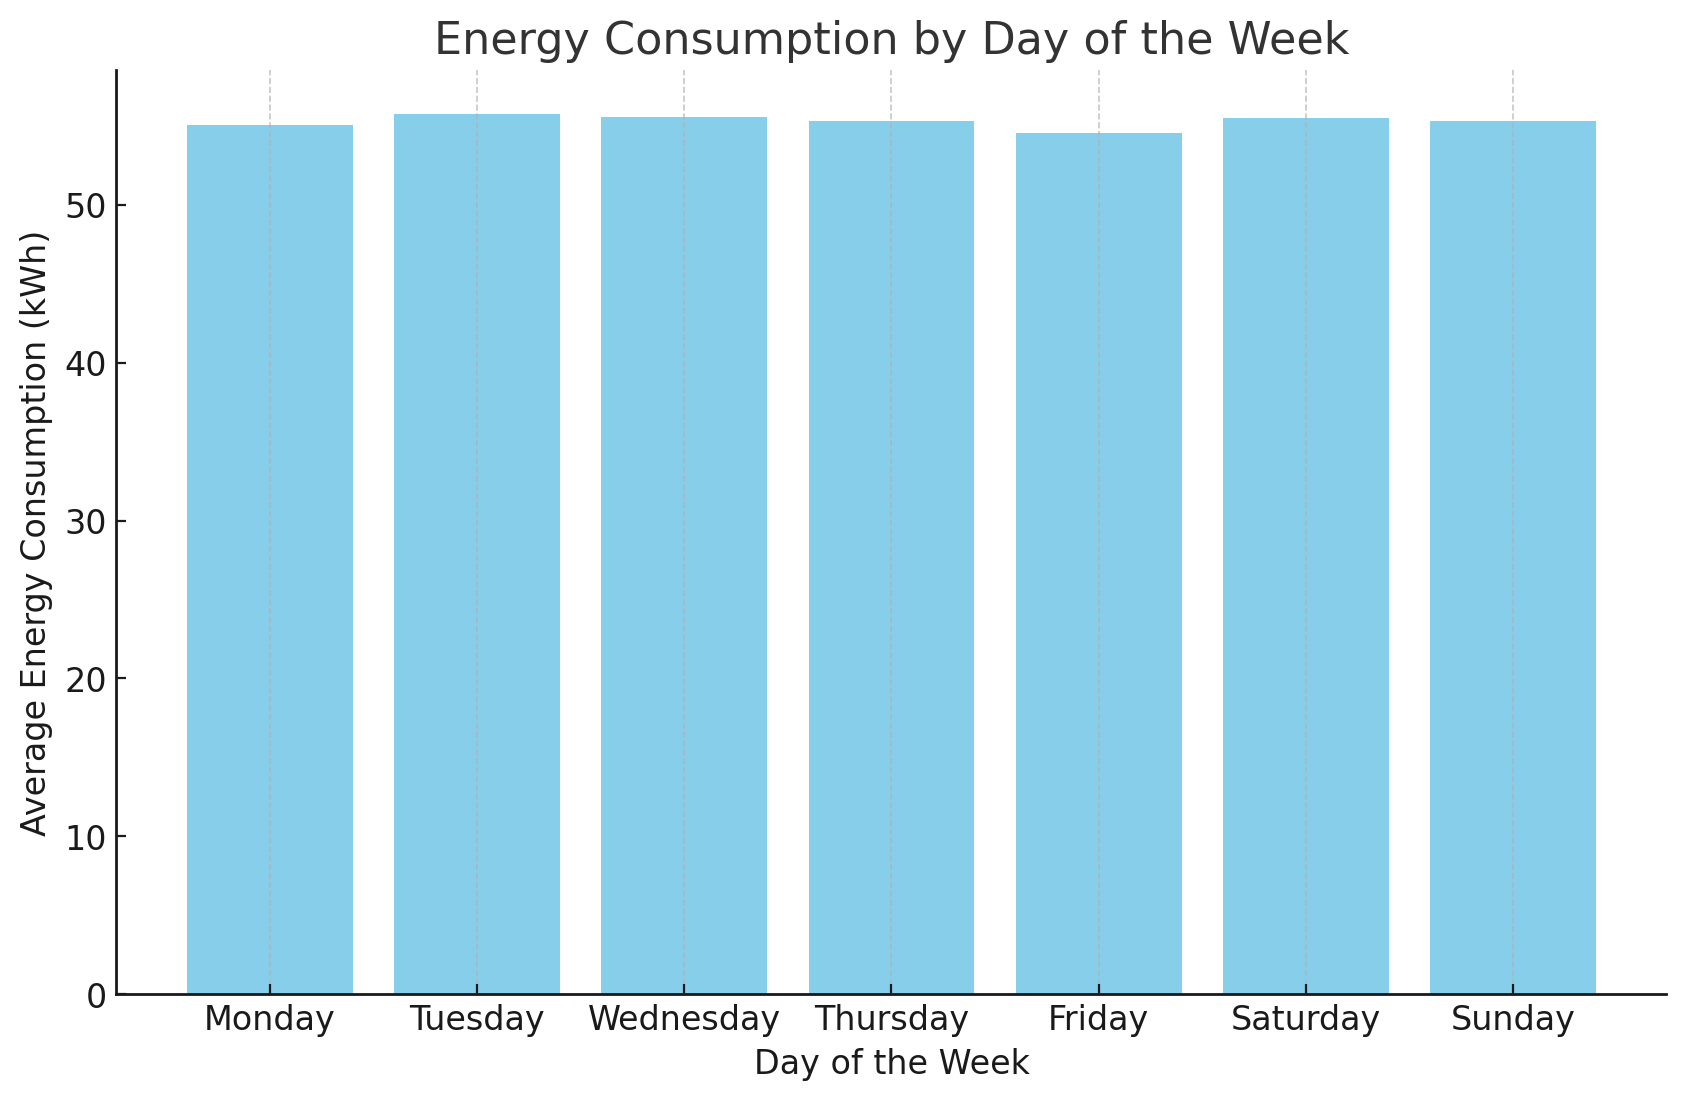 Energy Consumption by Day of the Week
Average Energy Consumption (kWh)
50
40
30
20
10
0
Monday Tuesday Wednesday Thursday Friday Saturday Sunday
Day of the Week